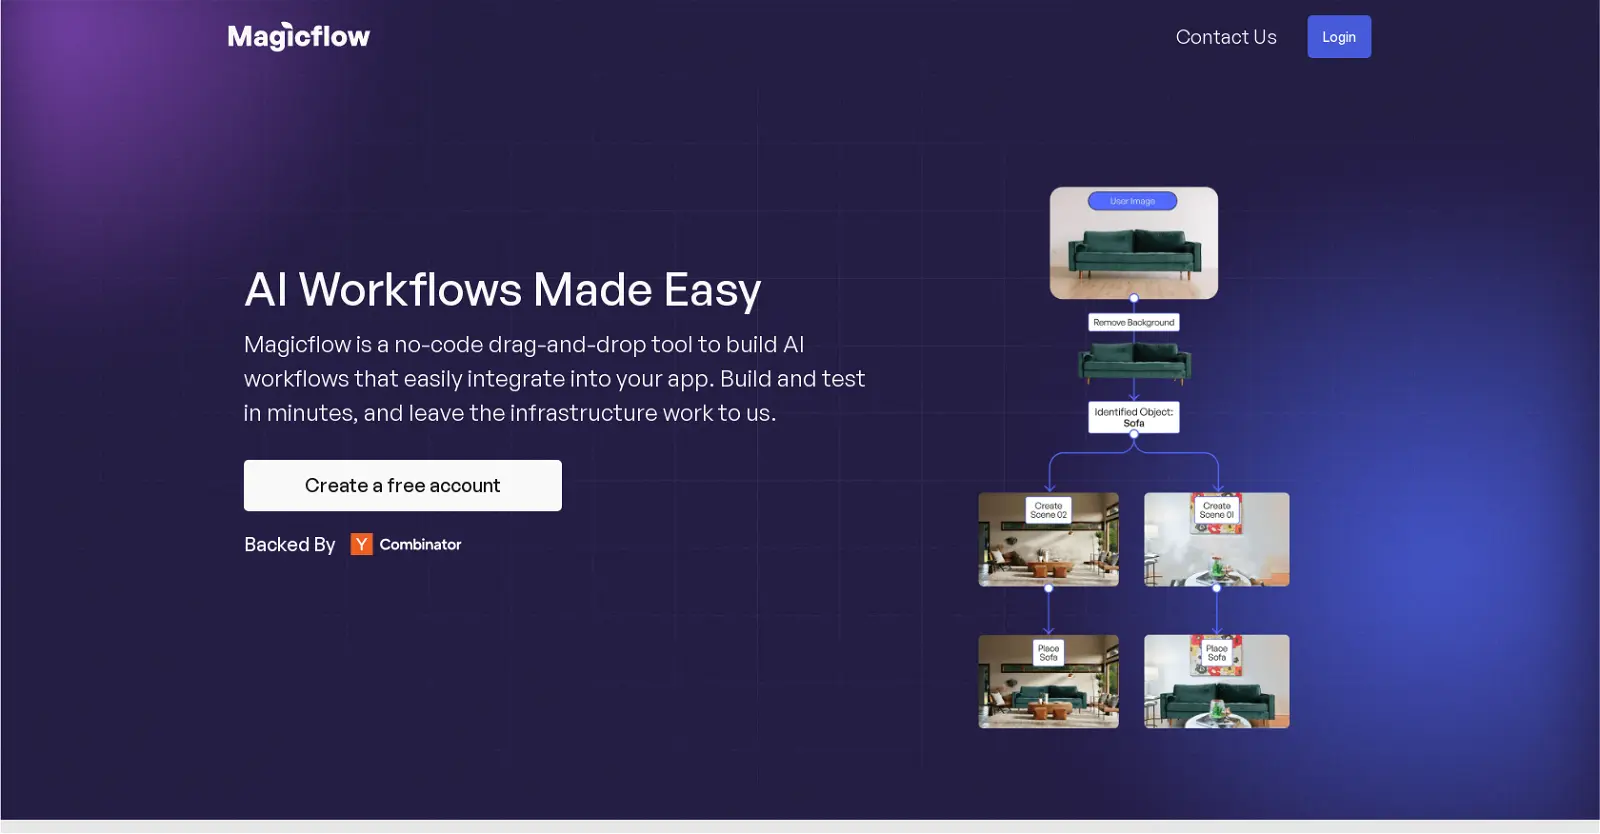 Magicflow
Contact Us
Login
AI Workflows Made Easy
Magicflow is a no-code drag-and-drop tool to build AI
workflows that easily integrate into your app. Build and test
in minutes, and leave the infrastructure work to us.
Create a free account
Backed By Y Combinator
User Image
Remove Background
Identified Object:
Sofa
Create
Scene 02
Create
Scene 01
Place
Sofa
Place
Sofa